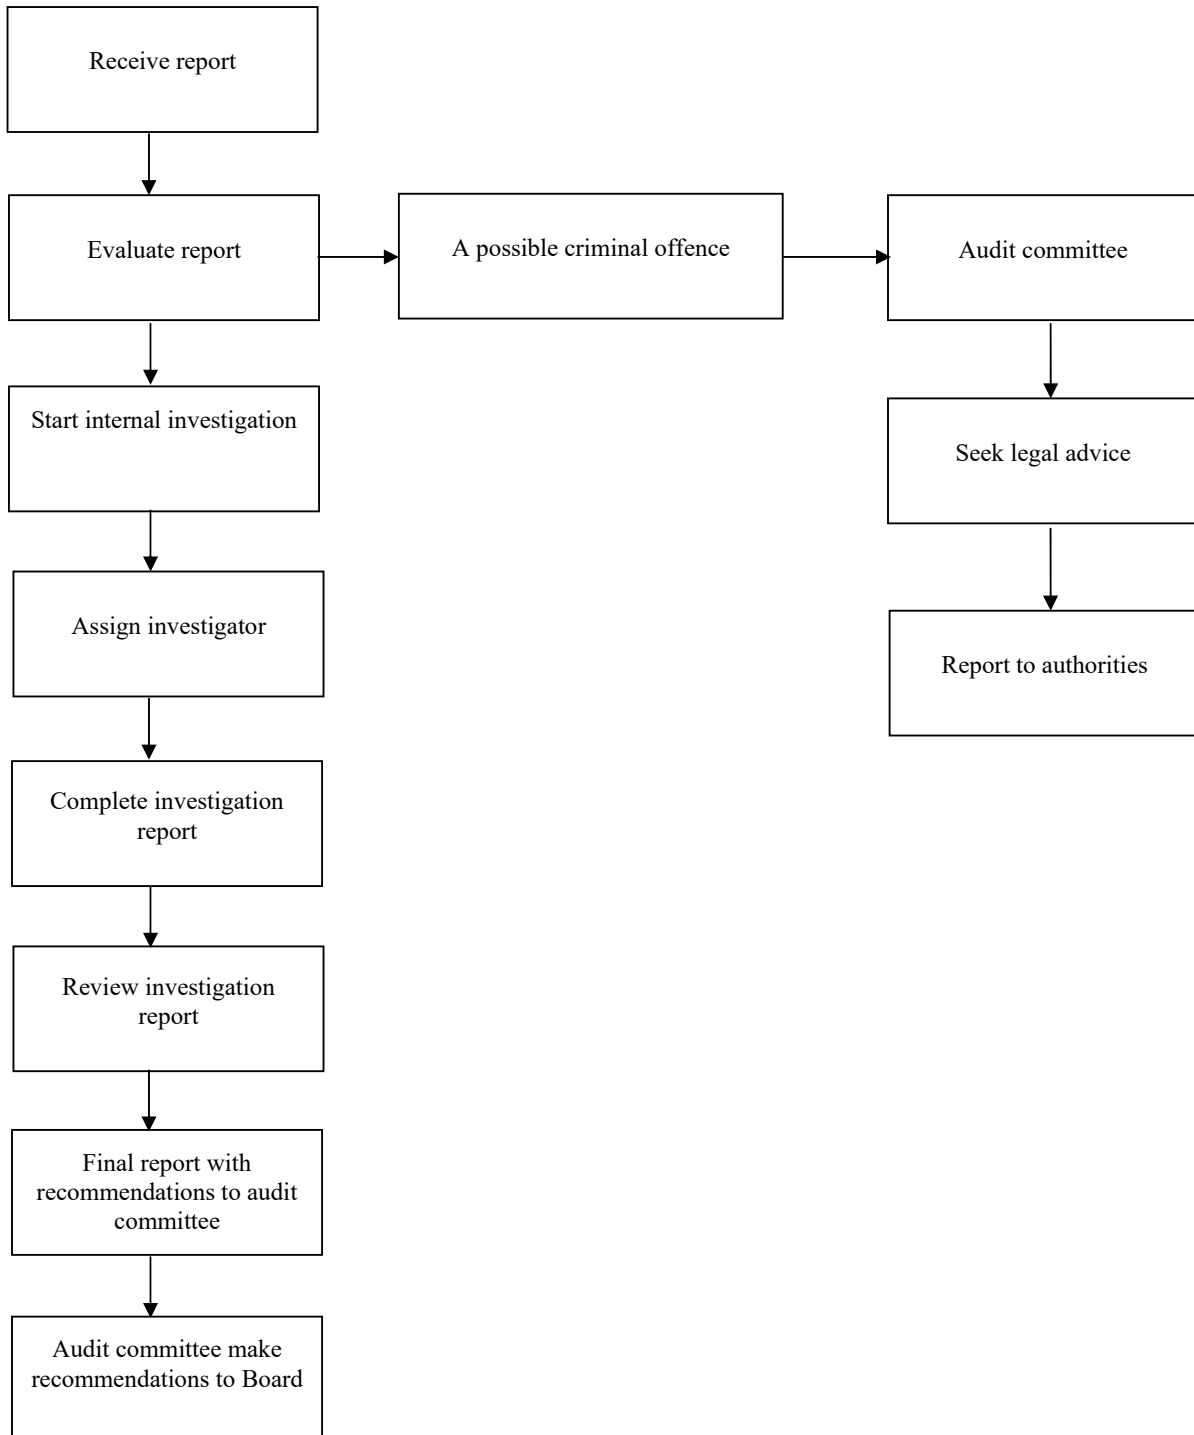 Receive report
Evaluate report
A possible criminal offence
Audit committee
Start internal investigation
Seek legal advice
Assign investigator
Report to authorities
Complete investigation
report
Review investigation
report
Final report with
recommendations to audit
committee
Audit committee make
recommendations to Board